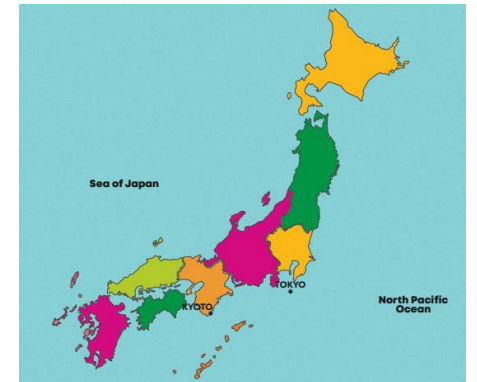 Sea of Japan
TOKYO
North Pacific
Ocean
KYOTO